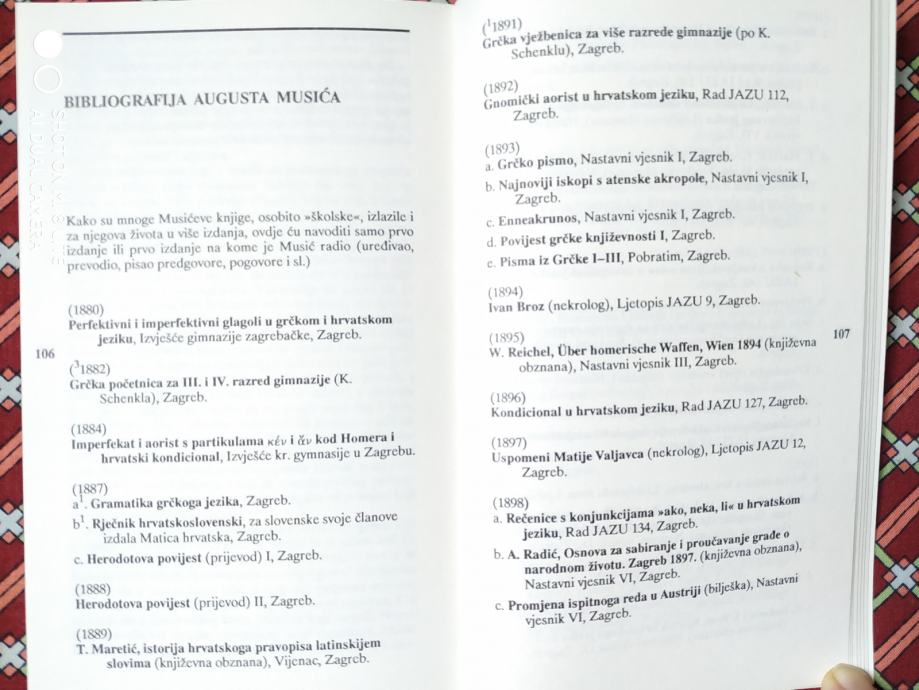 BIBLIOGRAFIJA AUGUSTA MUSIĆA
Kako su mnoge Musićeve knjige, osobito »školske«, izlazile i
za njegova života u više izdanja, ovdje ću navoditi samo prvo
izdanje ili prvo izdanje na kome je Musić radio (uređivao,
prevodio, pisao predgovore, pogovore i sl.)
(1880)
Perfektivni i imperfektivni glagoli u grčkom i hrvatskom
jeziku, Izvješće gimnazije zagrebačke, Zagreb.
106
(³1882)
Grčka početnica za III. i IV. razred gimnazije (K.
Schenkla), Zagreb.
(1884)
Imperfekat i aorist s partikulama κέν i ἄν kod Homera i
hrvatski kondicional, Izvješće kr. gymnasije u Zagrebu.
(1887)
a¹. Gramatika grčkoga jezika, Zagreb.
b¹. Rječnik hrvatskoslovenski, za slovenske svoje članove
izdala Matica hrvatska, Zagreb.
c. Herodotova povijest (prijevod) I, Zagreb.
(1888)
Herodotova povijest (prijevod) II, Zagreb.
(1889)
T. Maretić, istorija hrvatskoga pravopisa latinskijem
slovima (književna obznana), Vijenac, Zagreb.
(¹1891)
Grčka vježbenica za više razrede gimnazije (po K.
Schenklu), Zagreb.
(1892)
Gnomički aorist u hrvatskom jeziku, Rad JAZU 112,
Zagreb.
(1893)
a. Grčko pismo, Nastavni vjesnik I, Zagreb.
b. Najnoviji iskopi s atenske akropole, Nastavni vjesnik I,
Zagreb.
c. Enneakrunos, Nastavni vjesnik I, Zagreb.
d. Povijest grčke književnosti I, Zagreb.
e. Pisma iz Grčke I–III, Pobratim, Zagreb.
(1894)
Ivan Broz (nekrolog), Ljetopis JAZU 9, Zagreb.
(1895)
W. Reichel, Über homerische Waffen, Wien 1894 (književna
obznana), Nastavni vjesnik III, Zagreb.
107
(1896)
Kondicional u hrvatskom jeziku, Rad JAZU 127, Zagreb.
(1897)
Uspomeni Matije Valjavca (nekrolog), Ljetopis JAZU 12,
Zagreb.
(1898)
a. Rečenice s konjunkcijama »ako, neka, li« u hrvatskom
jeziku, Rad JAZU 134, Zagreb.
b. A. Radić, Osnova za sabiranje i proučavanje građe o
narodnom životu. Zagreb 1897. (književna obznana),
Nastavni vjesnik VI, Zagreb.
c. Promjena ispitnoga reda u Austriji (bilješka), Nastavni
vjesnik VI, Zagreb.